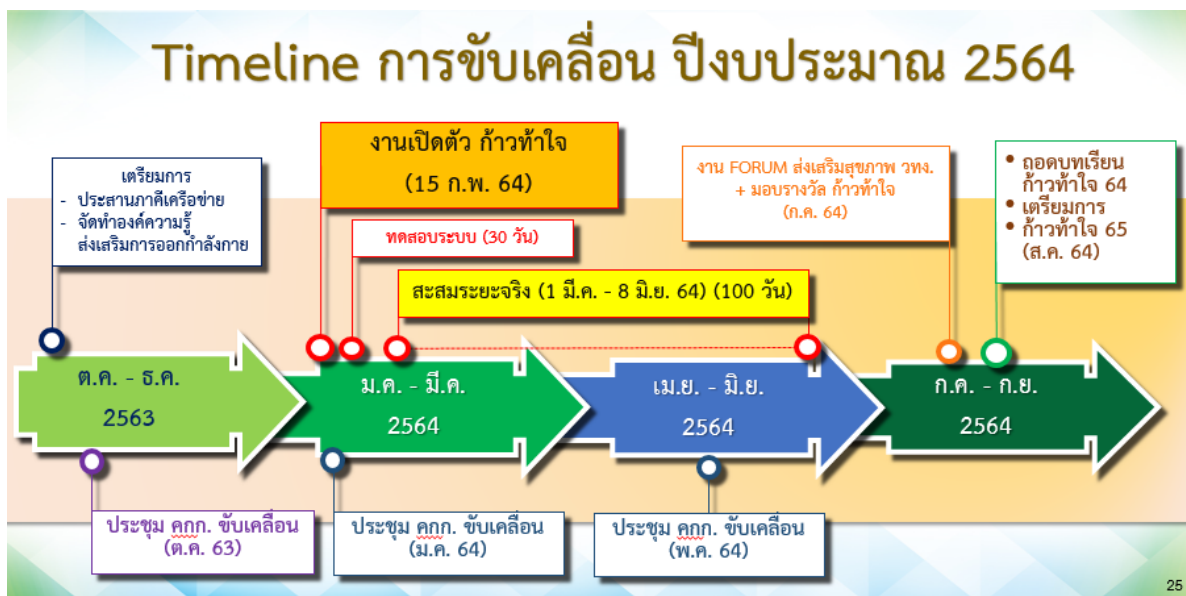 Timeline การขับเคลื่อน ปีงบประมาณ 2564
เตรียมการ
- ประสานภาคีเครือข่าย
- จัดทำองค์ความรู้
ส่งเสริมการออกกำลังกาย
งานเปิดตัว ก้าวท้าใจ
(15 ก.พ. 64)
ทดสอบระบบ (30 วัน)
สะสมระยะจริง (1 มี.ค. - 8 มิ.ย. 64) (100 วัน)
งาน FORUM ส่งเสริมสุขภาพ วทง.
+ มอบรางวัล ก้าวท้าใจ
(ก.ค. 64)
• ถอดบทเรียน
ก้าวท้าใจ 64
• เตรียมการ
• ก้าวท้าใจ 65
(ส.ค. 64)
ต.ค. - ธ.ค.
2563
ม.ค. - มี.ค.
2564
เม.ย. - มิ.ย.
2564
ก.ค. - ก.ย.
2564
ประชุม คกก. ขับเคลื่อน
(ต.ค. 63)
ประชุม คกก. ขับเคลื่อน
(ม.ค. 64)
ประชุม คกก. ขับเคลื่อน
(พ.ค. 64)
25